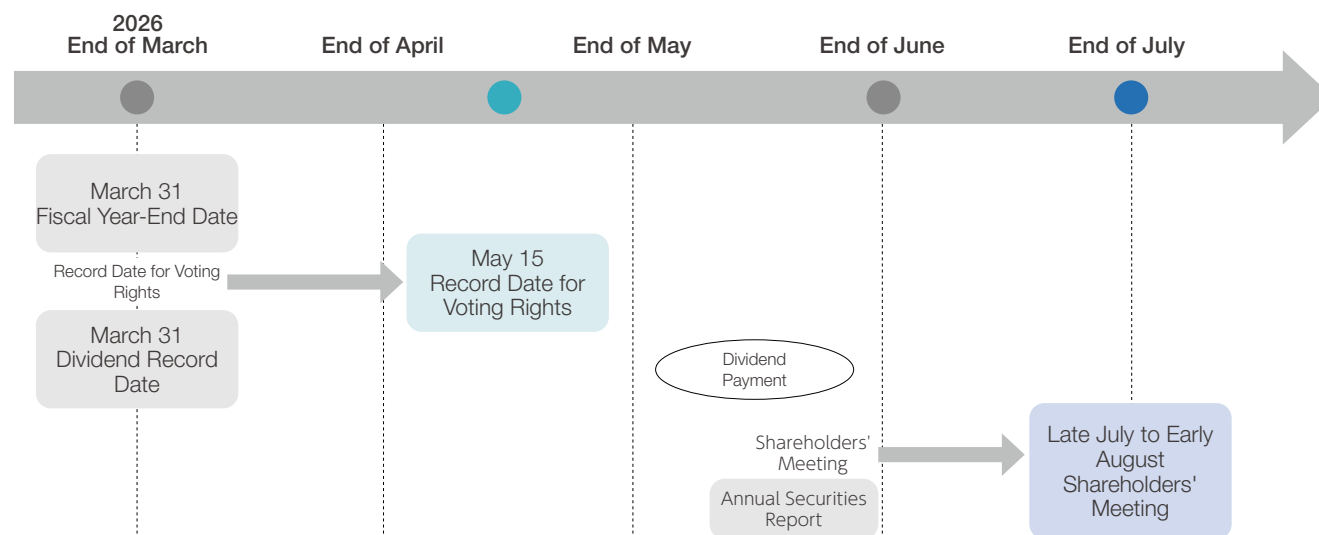 2026
End of March
End of April
End of May
End of June
End of July
March 31
Fiscal Year-End Date
Record Date for Voting
Rights
May 15
Record Date for
Voting Rights
March 31
Dividend Record
Date
Dividend
Payment
Shareholders'
Meeting
Annual Securities
Report
Late July to Early
August
Shareholders'
Meeting